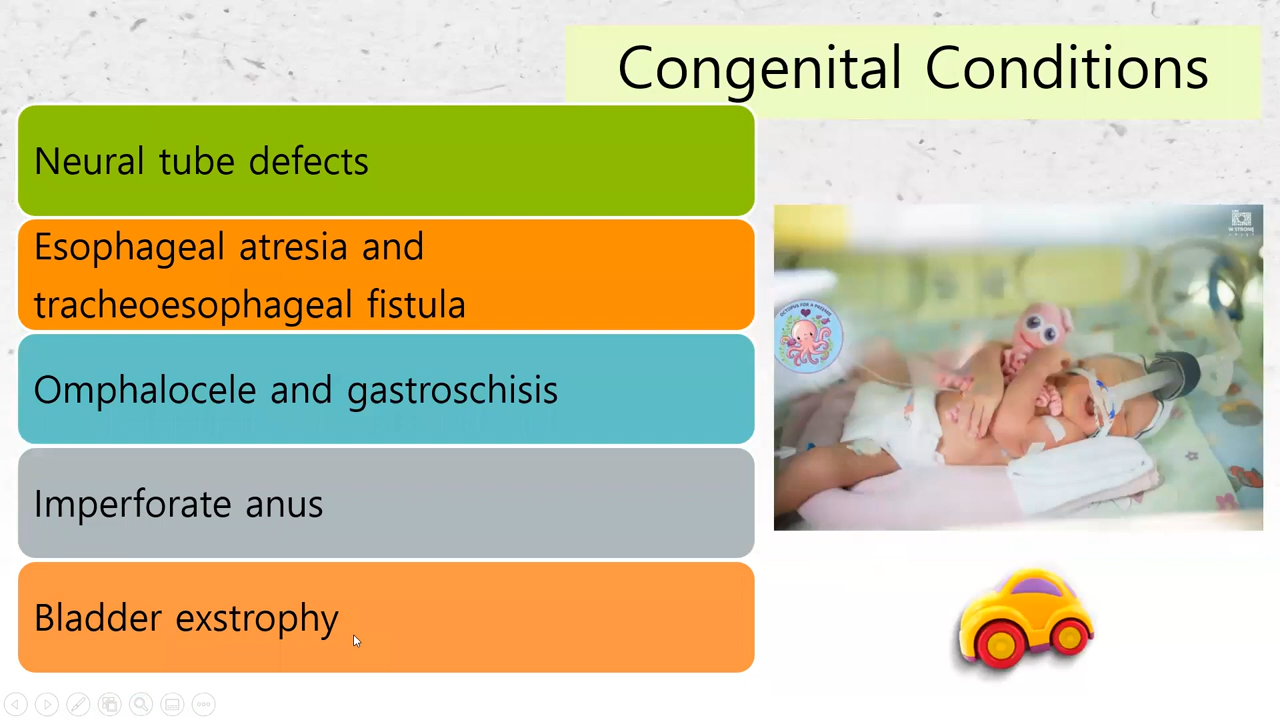 Congenital Conditions
Neural tube defects
Esophageal atresia and
tracheoesophageal fistula
Omphalocele and gastroschisis
Imperforate anus
Bladder exstrophy